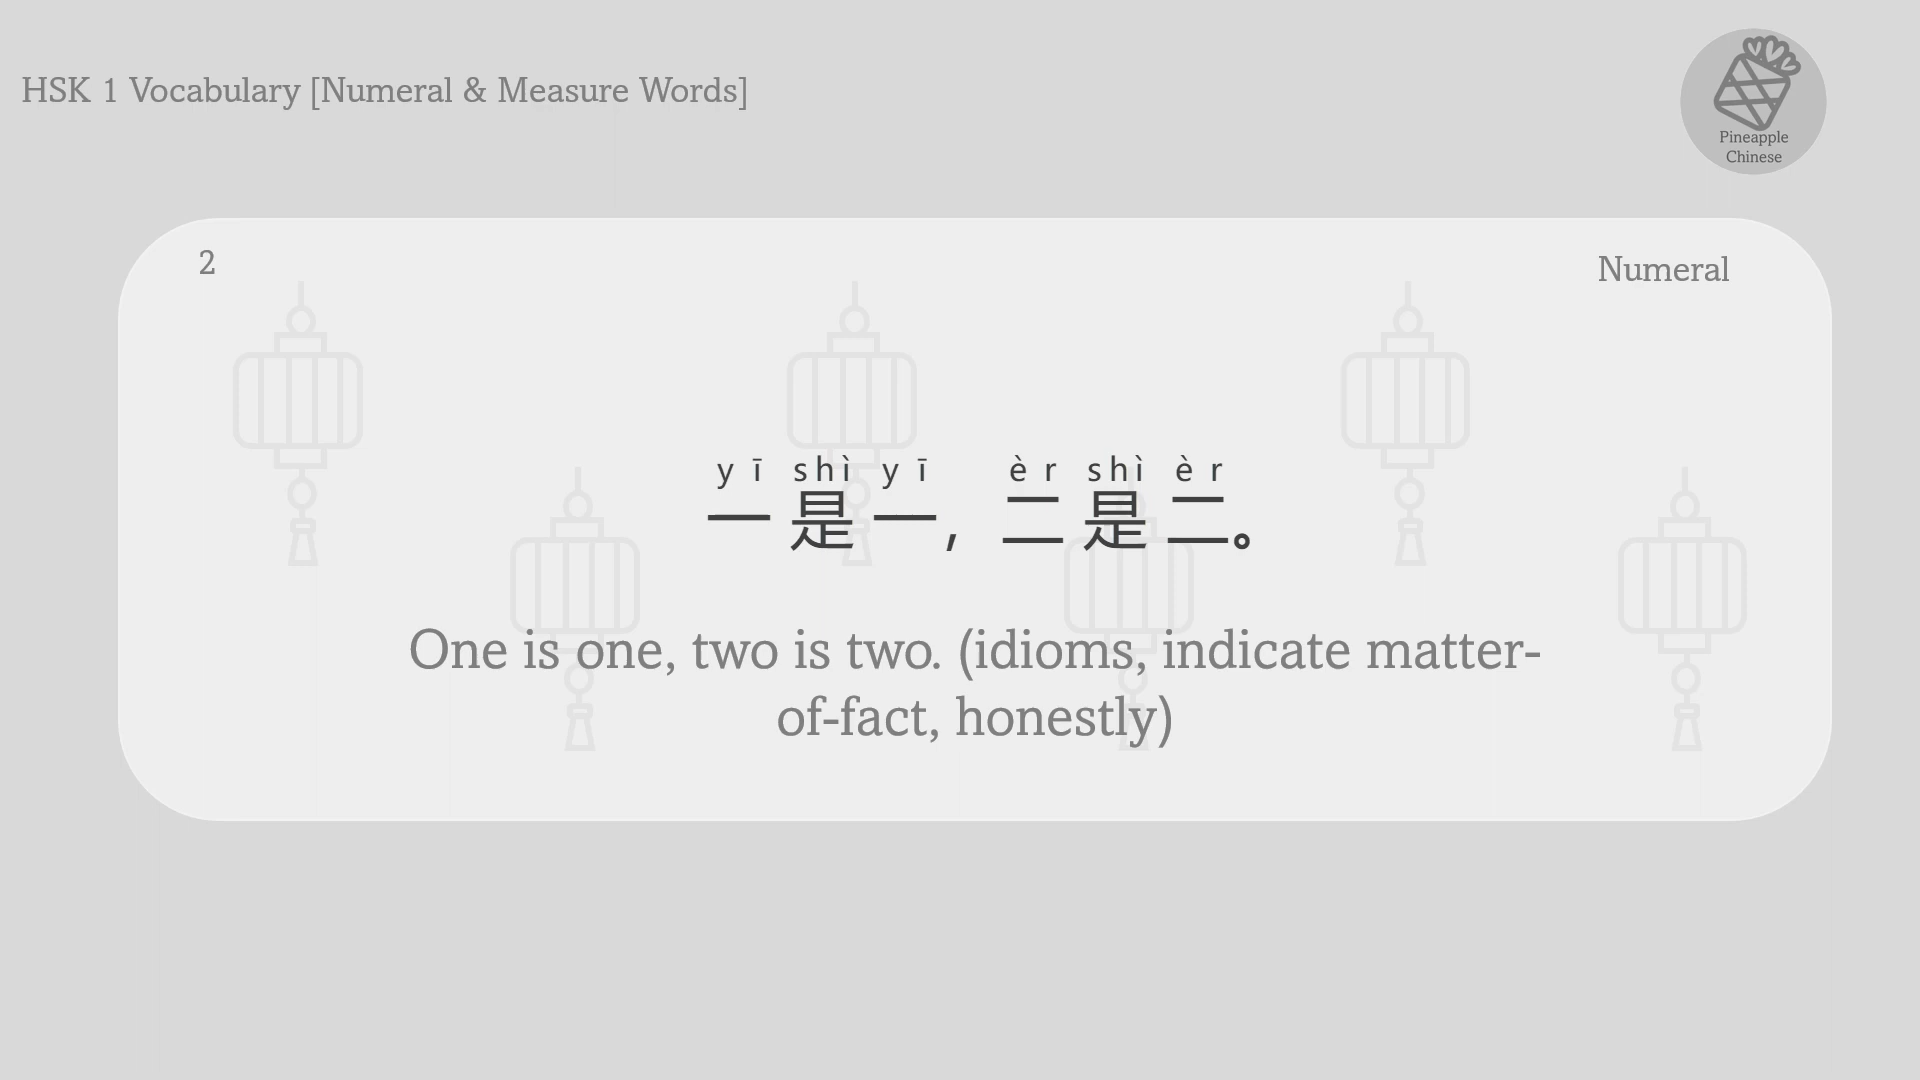 HSK 1 Vocabulary [Numeral & Measure Words]
Pineapple
Chinese
2
Numeral
yī shì yī èr shì èr
一是一, 二是二。
One is one, two is two. (idioms, indicate matter-
of-fact, honestly)